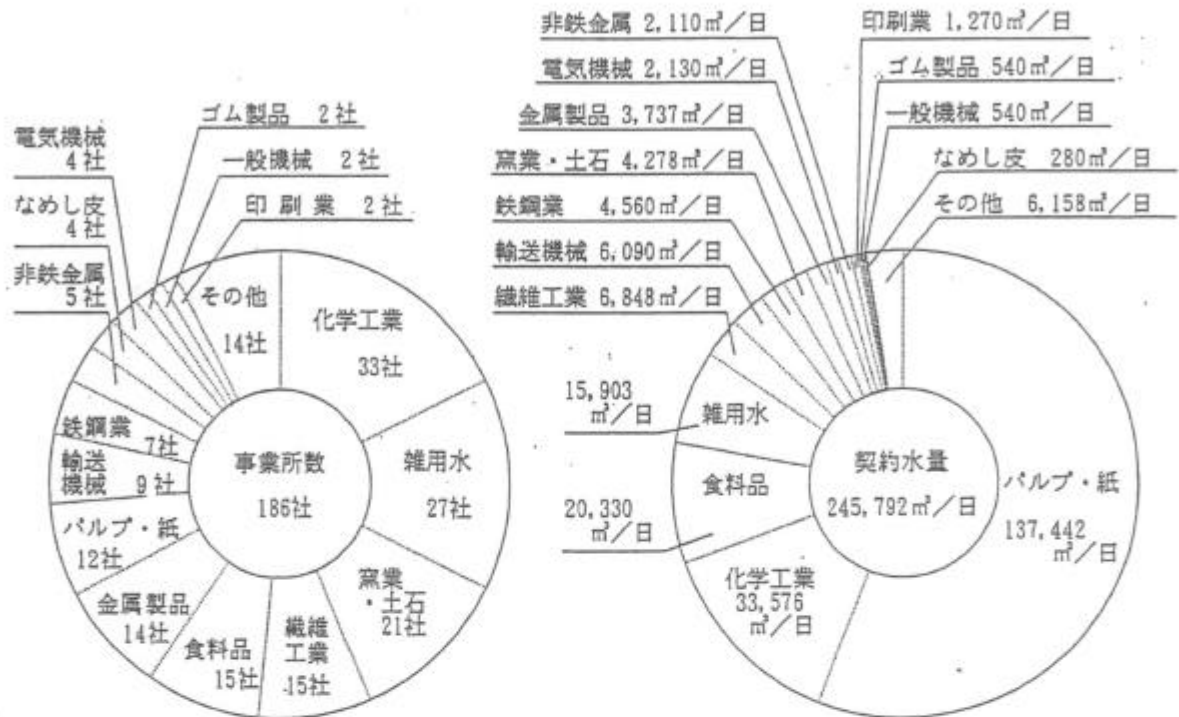 電気機械
4社
なめし皮
4社
非鉄金属
5社
ゴム製品 2社
一般機械 2社
印刷業 2社
その他
14社
化学工業
33社
雑用水
27社
窯業
・土石
21社
繊維
工業
15社
食料品
15社
金属製品
14社
パルプ・紙
12社
輸送
機械 9社
鉄鋼業
7社
事業所数
186社
非鉄金属 2,110㎥/日
電気機械 2,130㎥/日
金属製品 3,737㎥/日
窯業・土石 4.278㎥/日
鉄鋼業 4,560㎥/日
輸送機械 6,090㎥/日
繊維工業 6,848㎥/日
15,903
㎥/日
雑用水
20,330
㎥/日
食料品
化学工業
33,576
㎥/日
印刷業 1,270㎥/日
ゴム製品 540㎥/日
一般機械 540㎥/日
なめし皮 280㎥/日
その他 6,158㎥/日
パルプ・紙
137,442
㎥/日
契約水量
245,792㎥/日